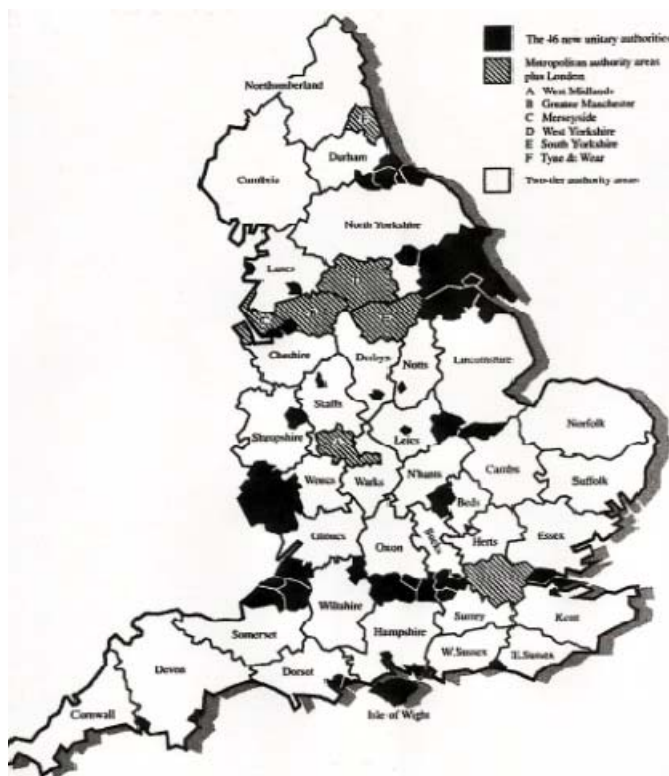 The 46 new unitary authorities
Metropolitan authority areas
plus London
A West Midlands
B Greater Manchester
C Merseyside
D West Yorkshire
E South Yorkshire
F Tyne & Wear
Two-tier authority areas
Northumberland
F
Durham
Cumbria
North Yorkshire
Lancs
Cheshire
Derbys
Notts
Lincolnshire
Staffs
Shropshire
Leics
Norfolk
Worcs
Warks
N'hants
Cambs
Suffolk
Beds
Gloucs
Oxon
Bucks
Herts
Essex
Wiltshire
Surrey
Kent
Somerset
Hampshire
W.Sussex
E.Sussex
Devon
Dorset
Cornwall
Isle of Wight